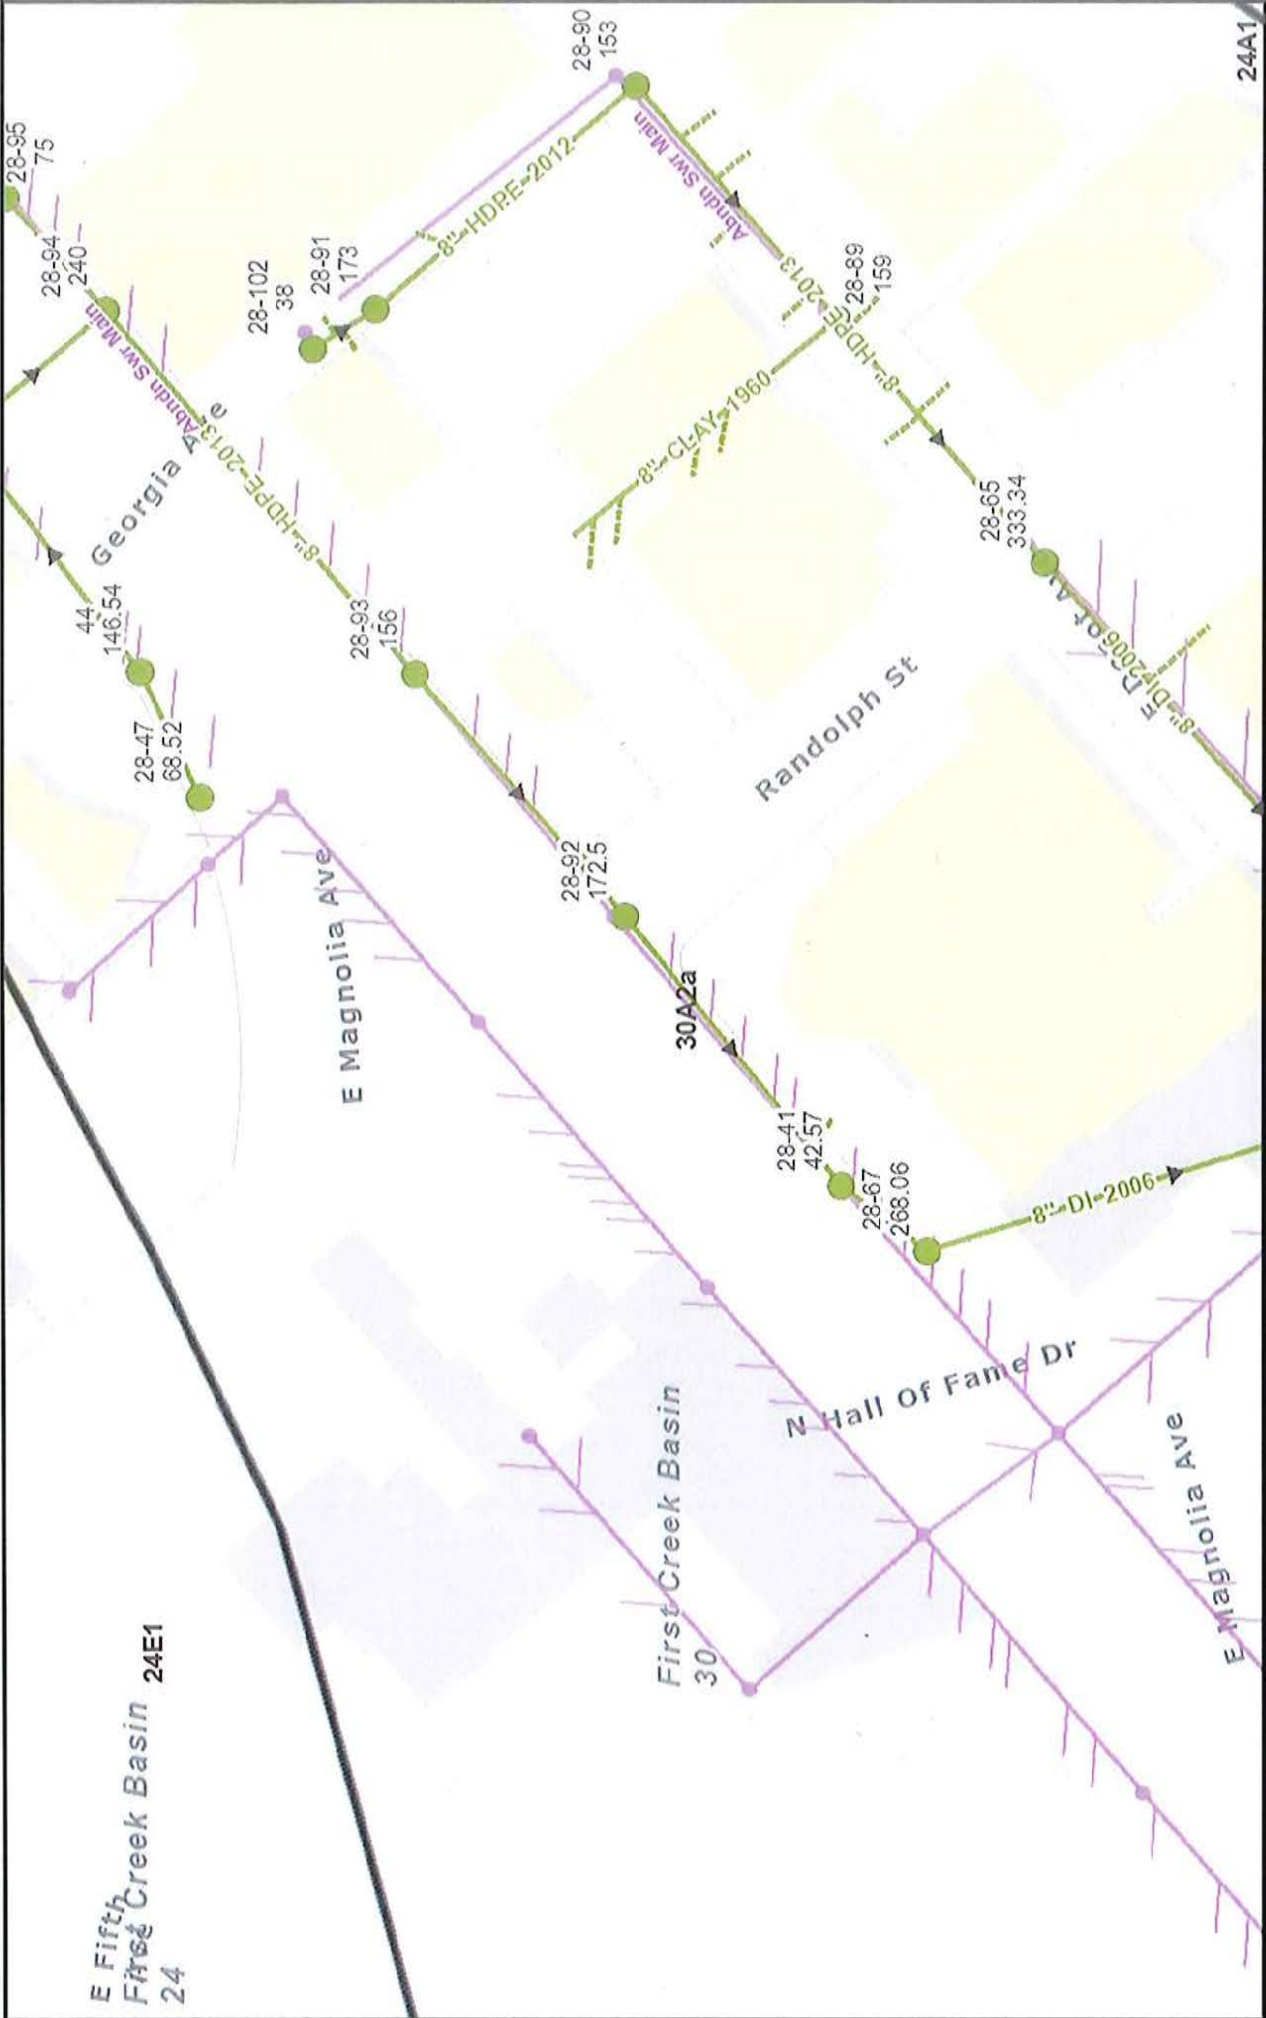 28-95
75
28-94
240
Abndn Swr Main
8"-HDPE-2013
Georgia Ave
44
146.54
28-47
68.52
28-102
38
28-91
173
28-90
153
8"-HDPE-2012
Abndn Swr Main
8"-HDPE-2013
28-89
159
8"-CLAY-1960
28-93
156
28-92
172.5
28-65
333.34
E Depot Av
8"-DI-2006
Randolph St
E Magnolia Ave
30A2a
28-41
42.57
28-67
268.06
8"-DI-2006
N Hall Of Fame Dr
First Creek Basin
30
E Magnolia Ave
E Fifth
First Creek Basin
24
24E1
24A1